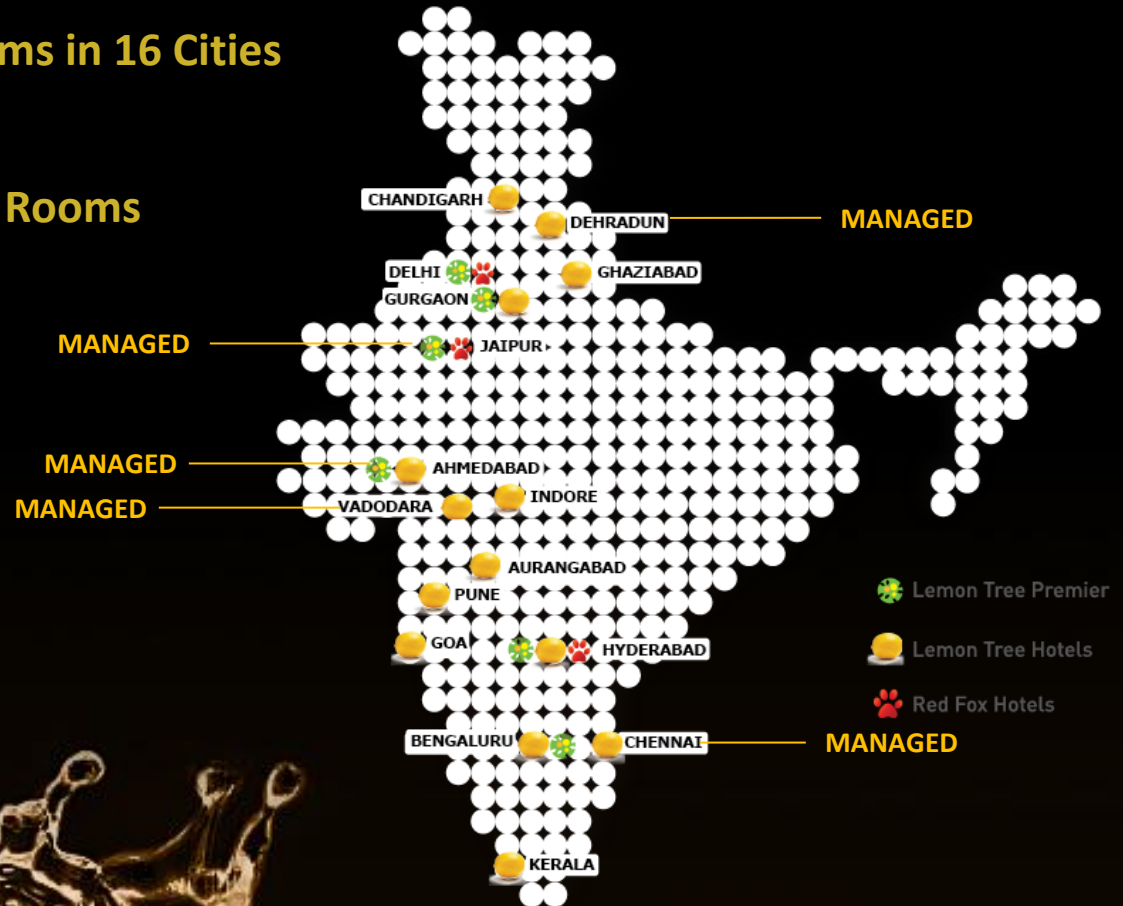 ms in 16 Cities
Rooms
CHANDIGARH
DEHRADUN
MANAGED
DELHI
GHAZIABAD
GURGAON
MANAGED
JAIPUR
MANAGED
AHMEDABAD
INDORE
MANAGED
VADODARA
AURANGABAD
Lemon Tree Premier
PUNE
GOA
HYDERABAD
Lemon Tree Hotels
Red Fox Hotels
BENGALURU
CHENNAI
MANAGED
KERALA